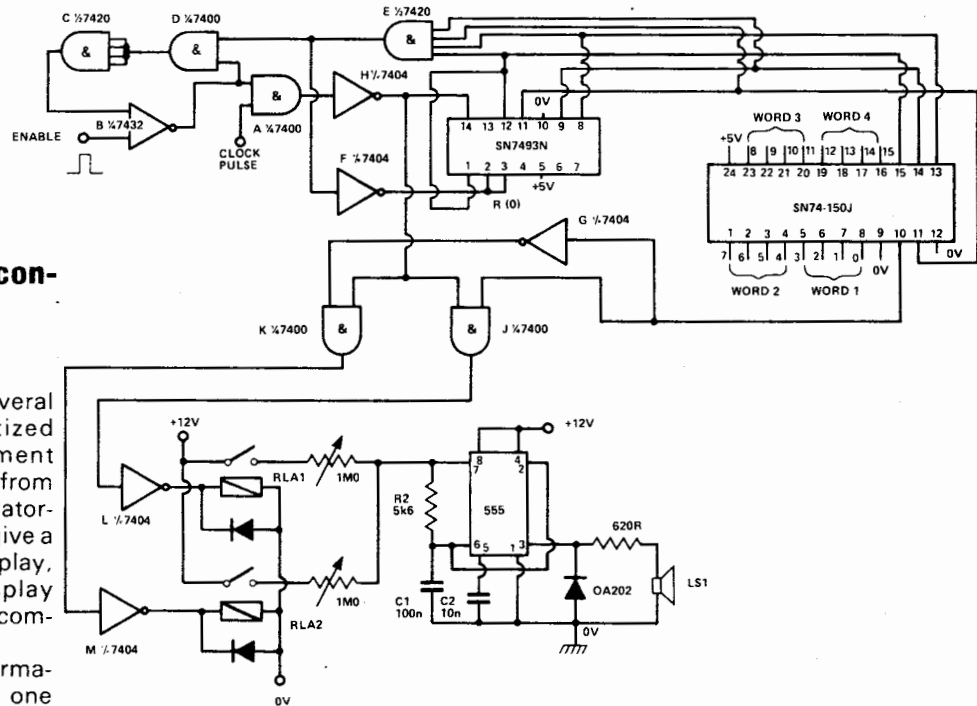 C ½7420
D ¼7400
E ½7420
&
&
&
&
H ⅙7404
B ¼7432
ENABLE
A ¼7400
CLOCK
PULSE
F ⅙7404
0V
14 13 12 11 10 9 8
SN7493N
1 2 3 4 5 6 7
+5V
R (0)
WORD 3
WORD 4
+5V
8 9 10 11 12 13 14 15
24 23 22 21 20 19 18 17 16 15 14 13
SN74-150J
1 2 3 4 5 6 7 8 9 10 11 12
7 6 5 4 3 2 1 0
0V
0V
WORD 2
WORD 1
G ⅙7404
con-
K ¼7400
&
&
J ¼7400
veral
tized
ment
from
ator-
ive a
play,
play
com-
rma-
one
+12V
RLA1
1M0
L ⅙7404
1M0
RLA2
M ⅙7404
0V
+12V
R2
5k6
8 4
7 2
555
6 5 1 3
620R
C1
100n
C2
10n
OA202
LS1
0V